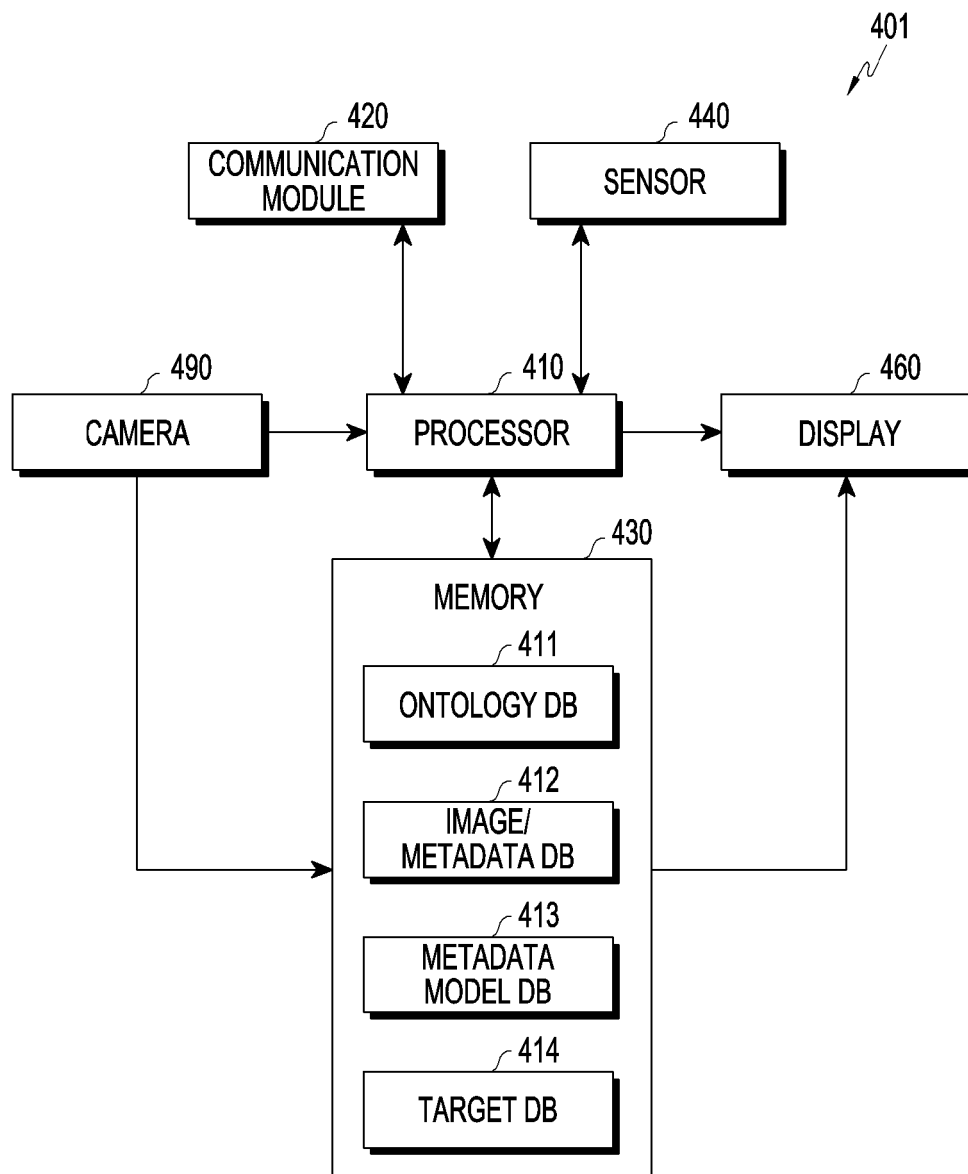 401
420
440
COMMUNICATION
MODULE
SENSOR
490
410
460
CAMERA
PROCESSOR
DISPLAY
430
MEMORY
411
ONTOLOGY DB
412
IMAGE/
METADATA DB
413
METADATA
MODEL DB
414
TARGET DB